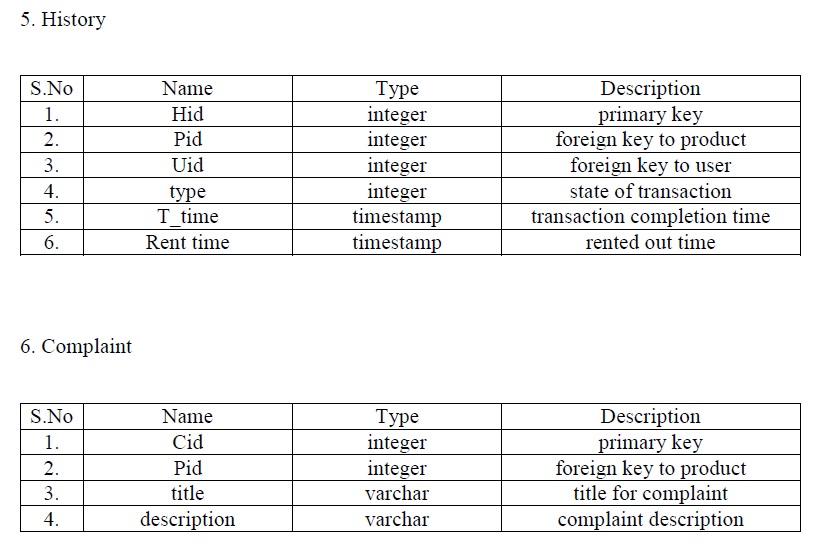 5. History
S.No Name Type Description
1. Hid integer primary key
2. Pid integer foreign key to product
3. Uid integer foreign key to user
4. type integer state of transaction
5. T_time timestamp transaction completion time
6. Rent time timestamp rented out time
6. Complaint
S.No Name Type Description
1. Cid integer primary key
2. Pid integer foreign key to product
3. title varchar title for complaint
4. description varchar complaint description